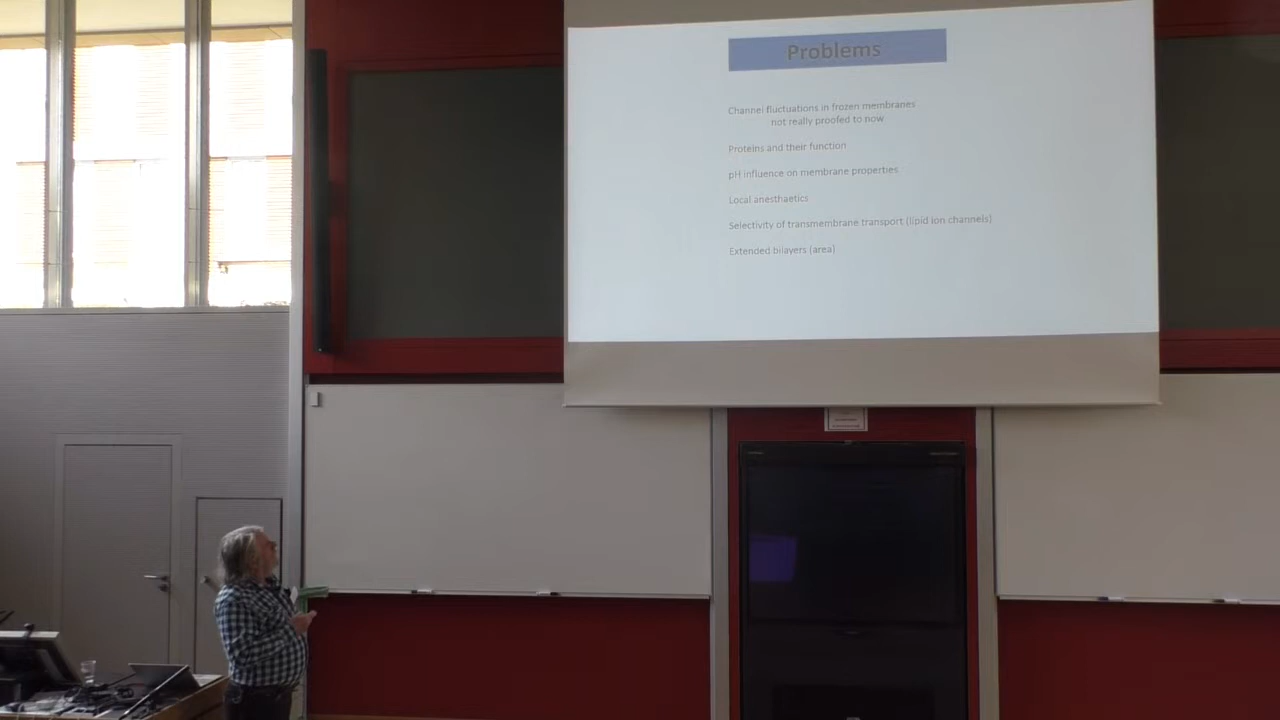 Problems
Channel fluctuations in frozen membranes
not really proofed to now
Proteins and their function
pH influence on membrane properties
Local anesthaetics
Selectivity of transmembrane transport (lipid ion channels)
Extended bilayers (area)